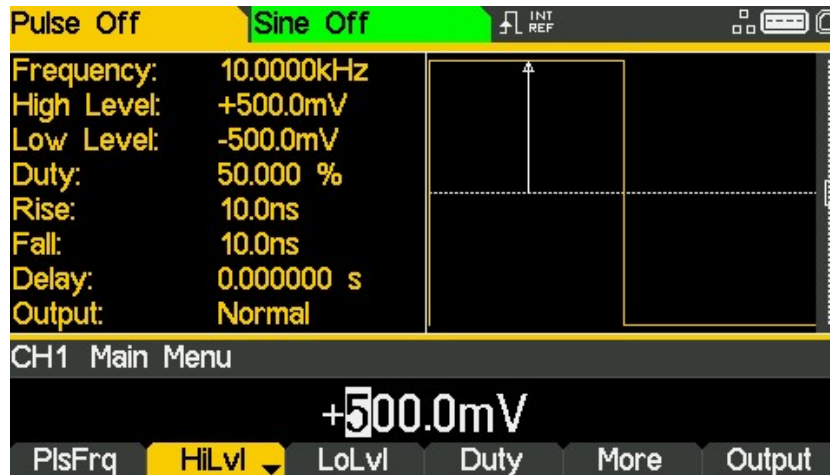 Pulse Off Sine Off INT REF
Frequency: 10.0000kHz
High Level: +500.0mV
Low Level: -500.0mV
Duty: 50.000 %
Rise: 10.0ns
Fall: 10.0ns
Delay: 0.000000 s
Output: Normal
CH1 Main Menu
+500.0mV
PlsFrq HiLvl LoLvl Duty More Output